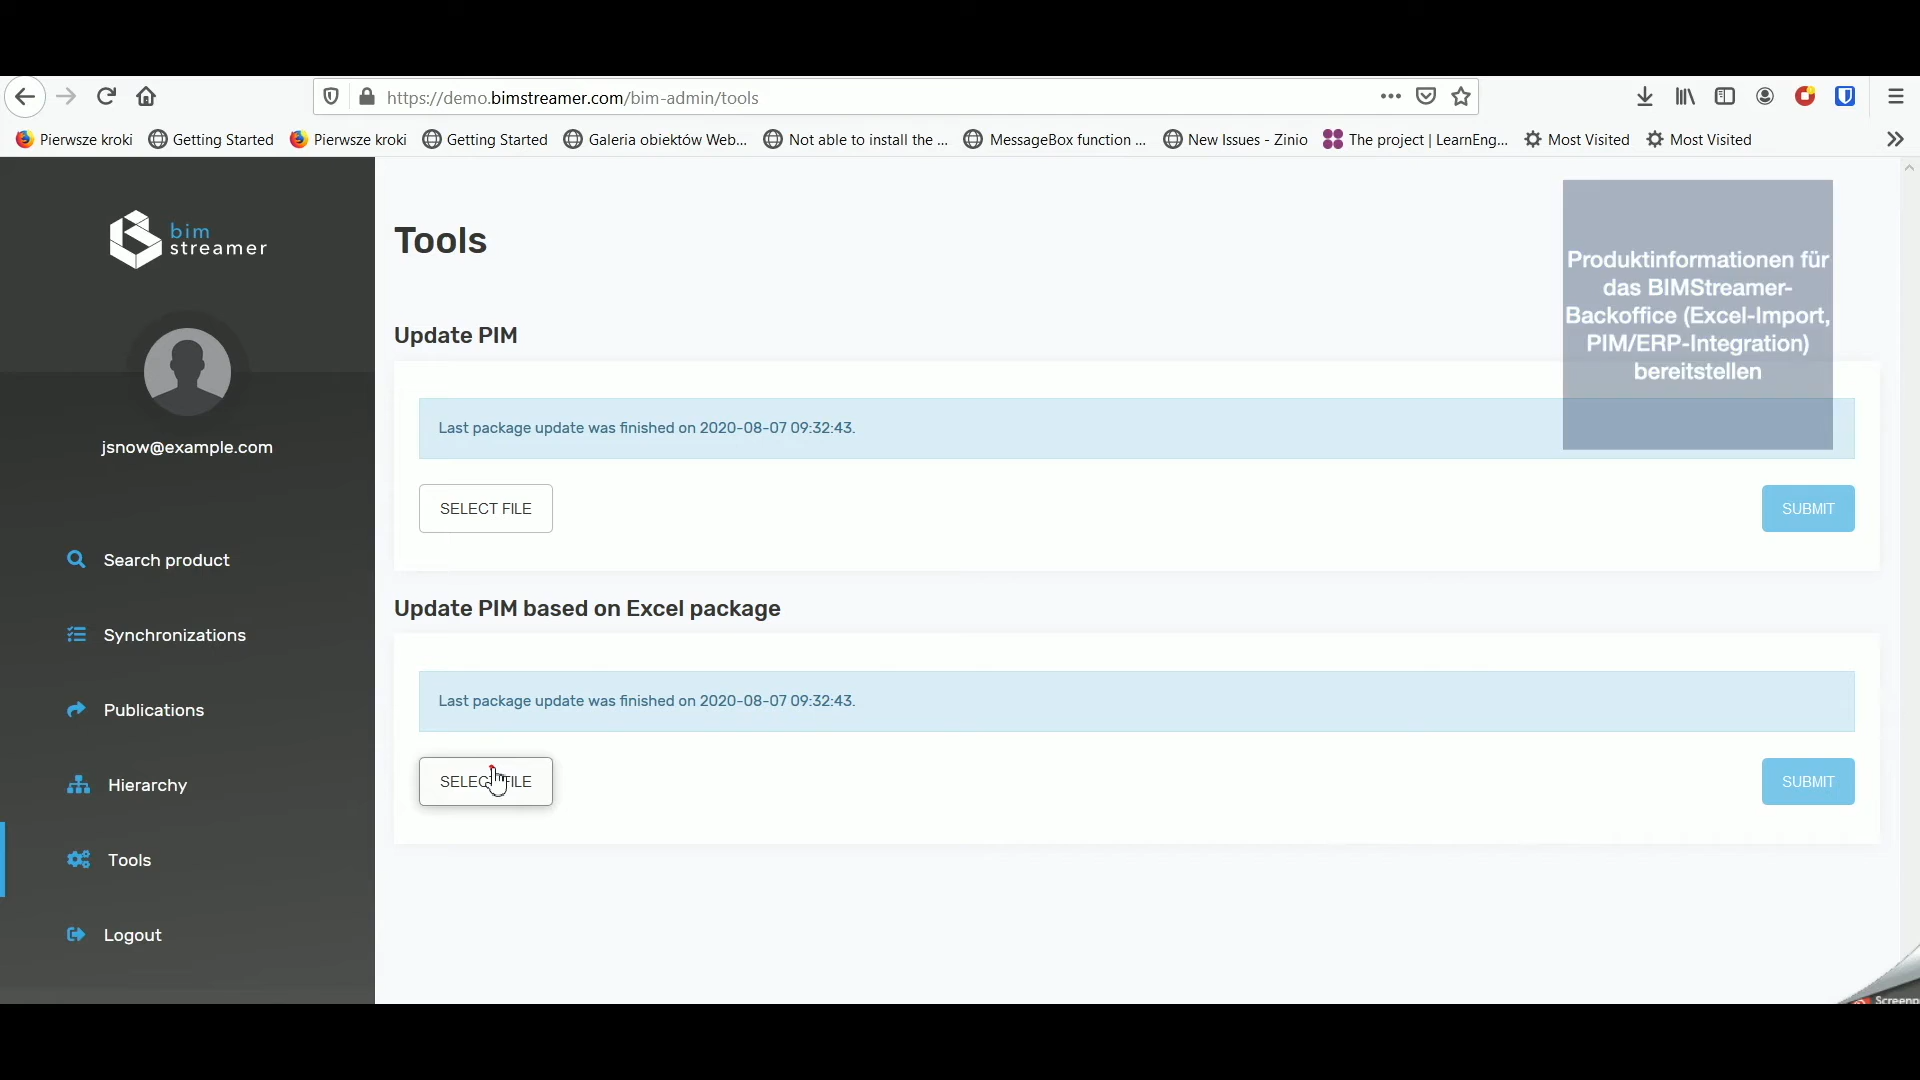 https://demo.bimstreamer.com/bim-admin/tools
Pierwsze kroki
Getting Started
Pierwsze kroki
Getting Started
Galeria obiektów Web...
Not able to install the ...
MessageBox function ...
New Issues - Zinio
The project | LearnEng...
Most Visited
Most Visited
bim
streamer
jsnow@example.com
Search product
Synchronizations
Publications
Hierarchy
Tools
Logout
Tools
Update PIM
Last package update was finished on 2020-08-07 09:32:43.
SELECT FILE
SUBMIT
Update PIM based on Excel package
Last package update was finished on 2020-08-07 09:32:43.
SELECT FILE
SUBMIT
Produktinformationen für
das BIMStreamer-
Backoffice (Excel-Import,
PIM/ERP-Integration)
bereitstellen